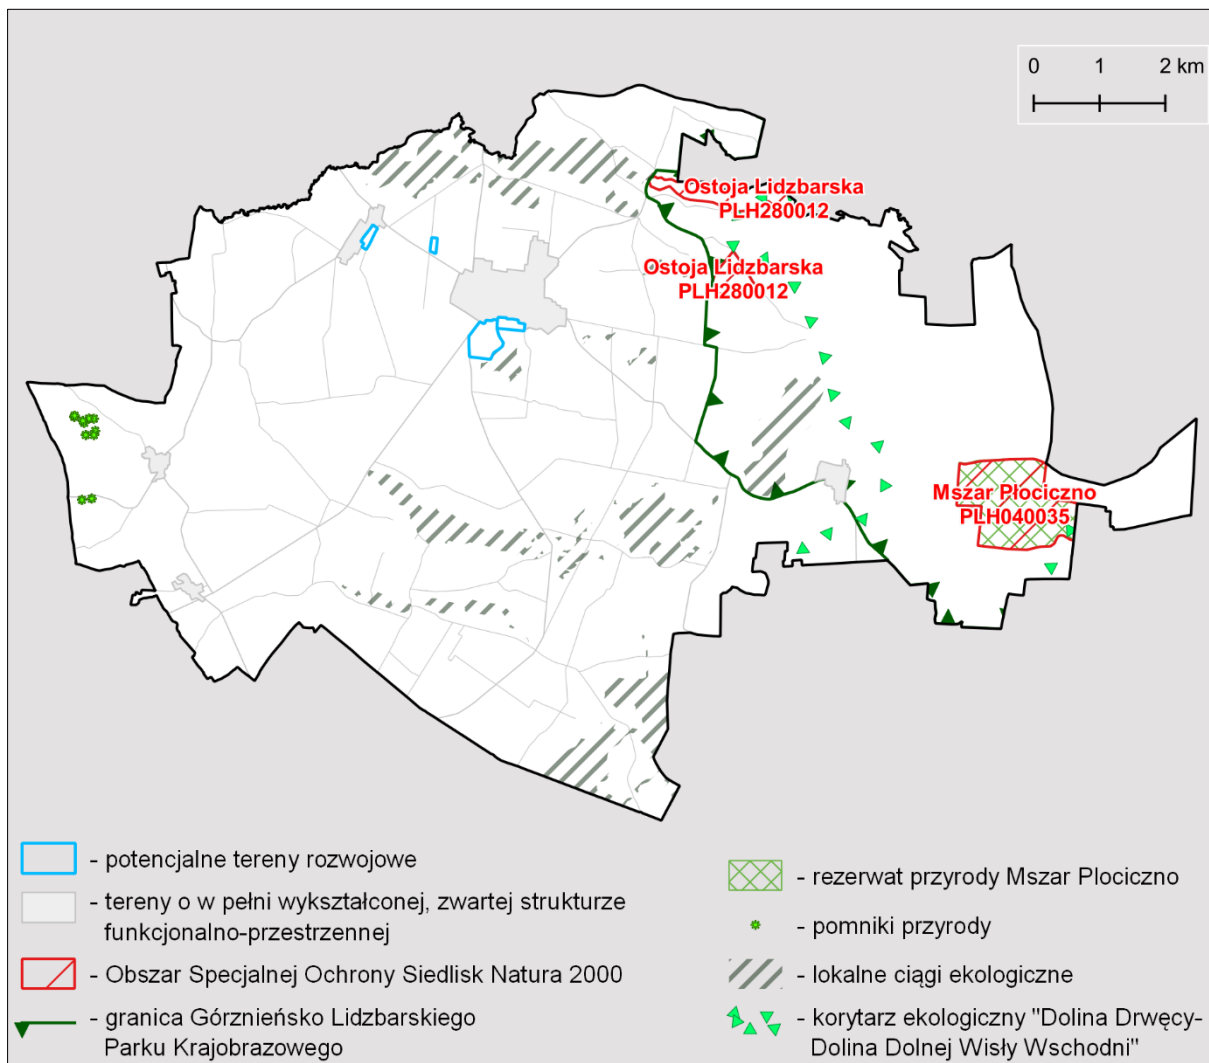 0 1 2 km
Ostoja Lidzbarska
PLH280012
Ostoja Lidzbarska
PLH280012
Mszar Płociczno
PLH040035
- potencjalne tereny rozwojowe
- tereny o w pełni wykształconej, zwartej strukturze
funkcjonalno-przestrzennej
- Obszar Specjalnej Ochrony Siedlisk Natura 2000
- granica Górznieńsko Lidzbarskiego
Parku Krajobrazowego
- rezerwat przyrody Mszar Plociczno
- pomniki przyrody
- lokalne ciągi ekologiczne
- korytarz ekologiczny "Dolina Drwęcy-
Dolina Dolnej Wisły Wschodni"